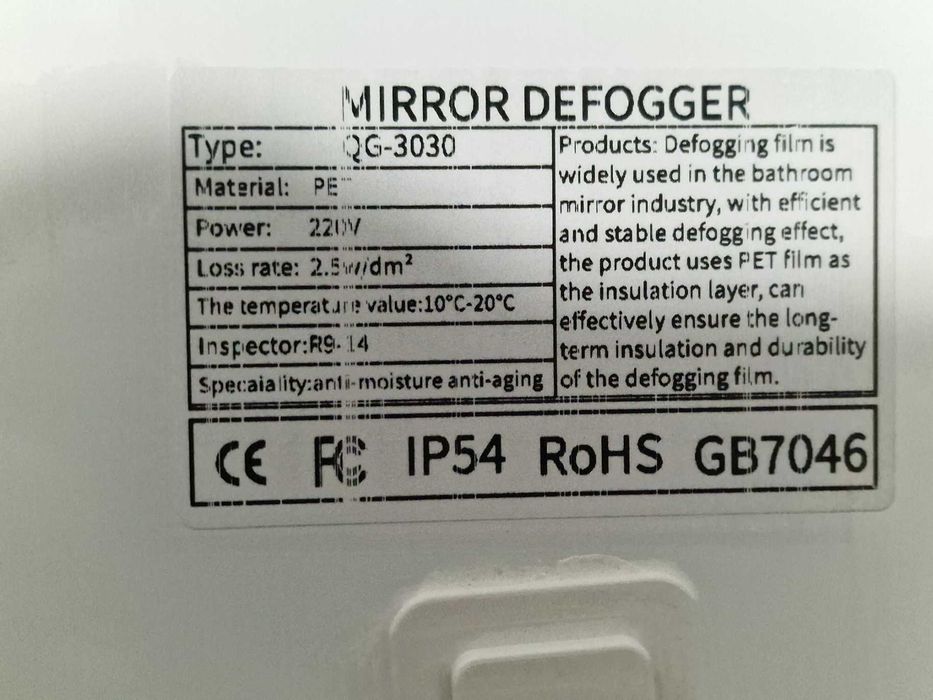 MIRROR DEFOGGER
Type: QG-3030
Material: PET
Power: 220V
Loss rate: 2.5w/dm²
The temperature value:10°C-20°C
Inspector:R9-14
Specaiality:anti-moisture anti-aging
Products: Defogging film is
widely used in the bathroom
mirror industry, with efficient
and stable defogging effect,
the product uses PET film as
the insulation layer, can
effectively ensure the long-
term insulation and durability
of the defogging film.
CE FC IP54 RoHS GB7046